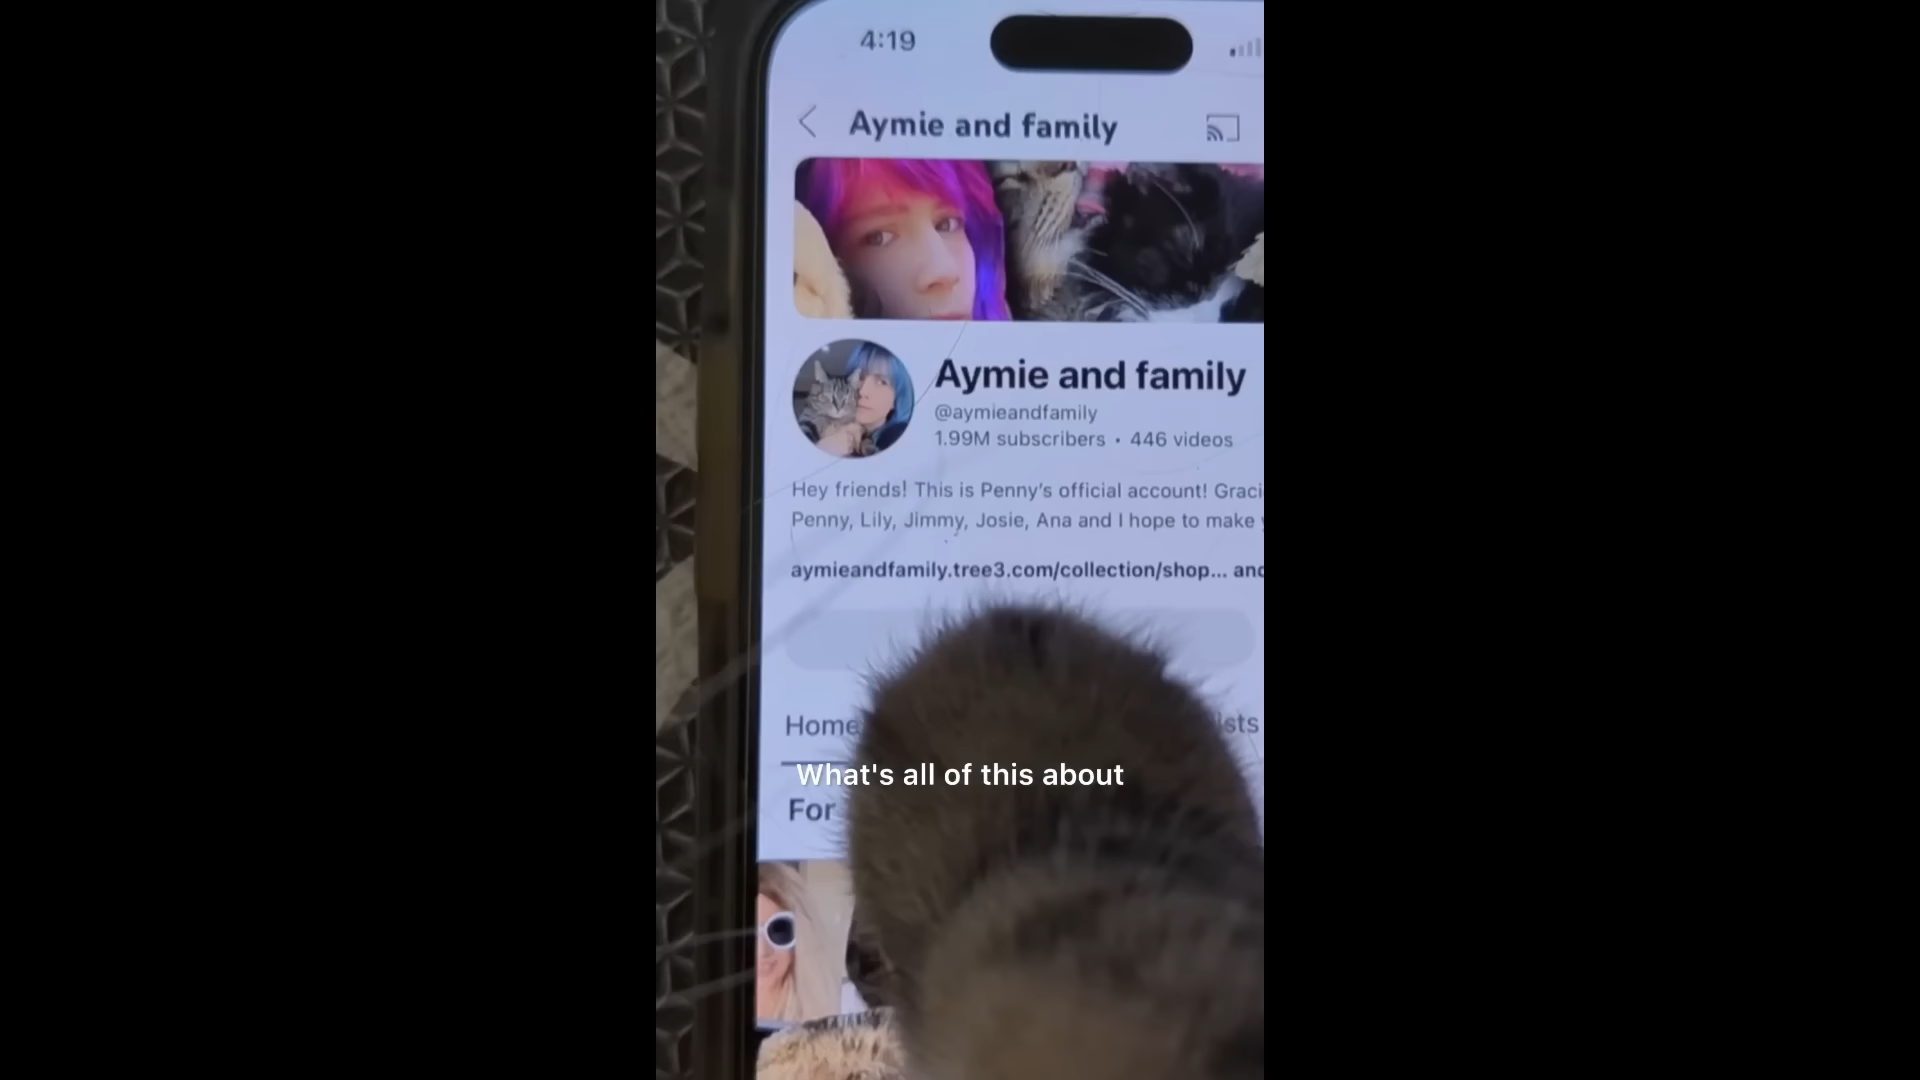 4:19
Aymie and family
Aymie and family
@aymieandfamily
1.99M subscribers • 446 videos
Hey friends! This is Penny's official account!
Penny, Lily, Jimmy, Josie, Ana and I hope to make
aymieandfamily.tree3.com/collection/shop...
Home
What's all of this about
For